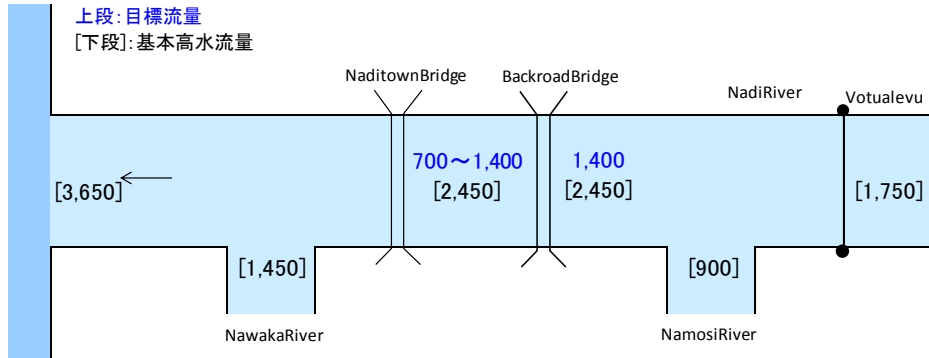 上段:目標流量
[下段]:基本高水流量
NaditownBridge
BackroadBridge
NadiRiver
Votualevu
700～1,400
1,400
[3,650]
[2,450]
[2,450]
[1,750]
[1,450]
[900]
NawakaRiver
NamosiRiver